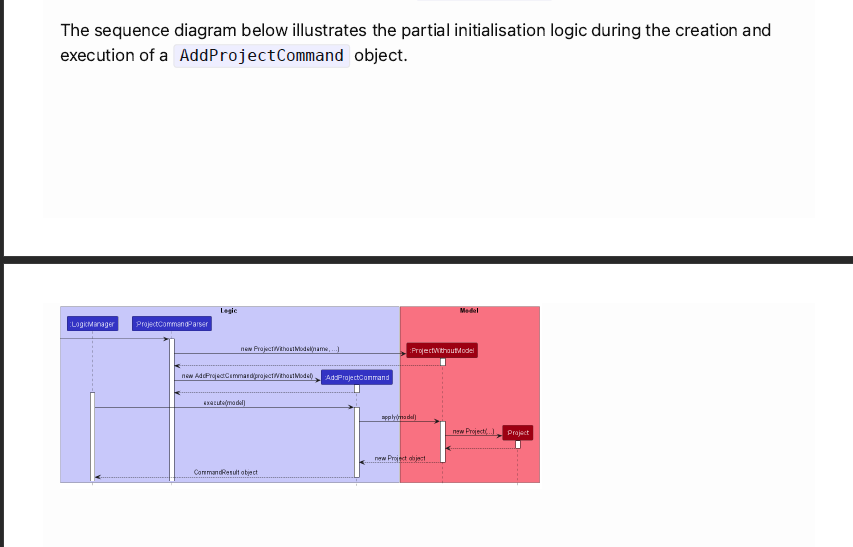 The sequence diagram below illustrates the partial initialisation logic during the creation and
execution of a AddProjectCommand object.
Logic
Model
:LogicManager
:ProjectCommandParser
new ProjectWithoutModel(name, ...)
:ProjectWithoutModel
new AddProjectCommand(projectWithoutModel)
:AddProjectCommand
execute(model)
apply(model)
new Project(...)
:Project
new Project object
CommandResult object